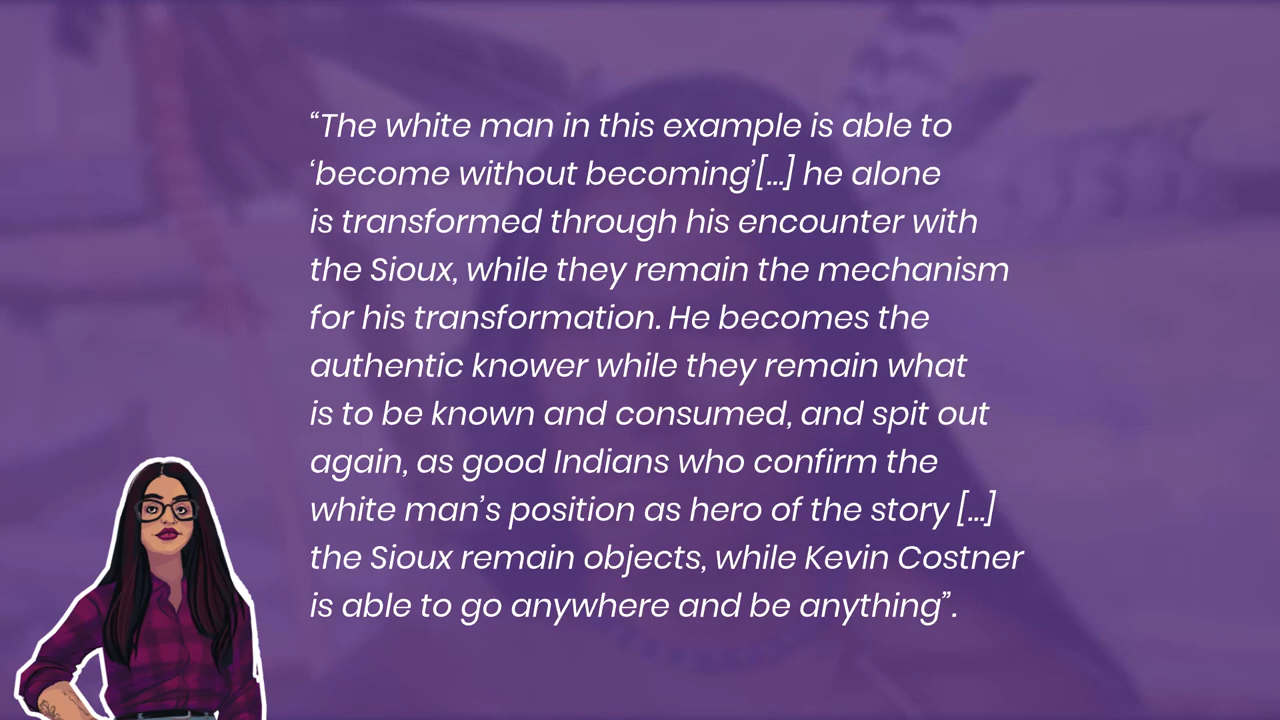 “The white man in this example is able to
‘become without becoming’[...] he alone
is transformed through his encounter with
the Sioux, while they remain the mechanism
for his transformation. He becomes the
authentic knower while they remain what
is to be known and consumed, and spit out
again, as good Indians who confirm the
white man’s position as hero of the story [...]
the Sioux remain objects, while Kevin Costner
is able to go anywhere and be anything”.